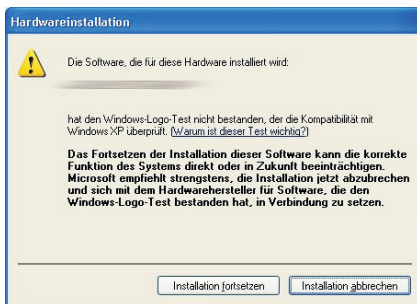 Hardwareinstallation
Die Software, die für diese Hardware installiert wird:
hat den Windows-Logo-Test nicht bestanden, der die Kompatibilität mit
Windows XP überprüft. (Warum ist dieser Test wichtig?)
Das Fortsetzen der Installation dieser Software kann die korrekte
Funktion des Systems direkt oder in Zukunft beeinträchtigen.
Microsoft empfiehlt strengstens, die Installation jetzt abzubrechen
und sich mit dem Hardwarehersteller für Software, die den
Windows-Logo-Test bestanden hat, in Verbindung zu setzen.
Installation fortsetzen
Installation abbrechen